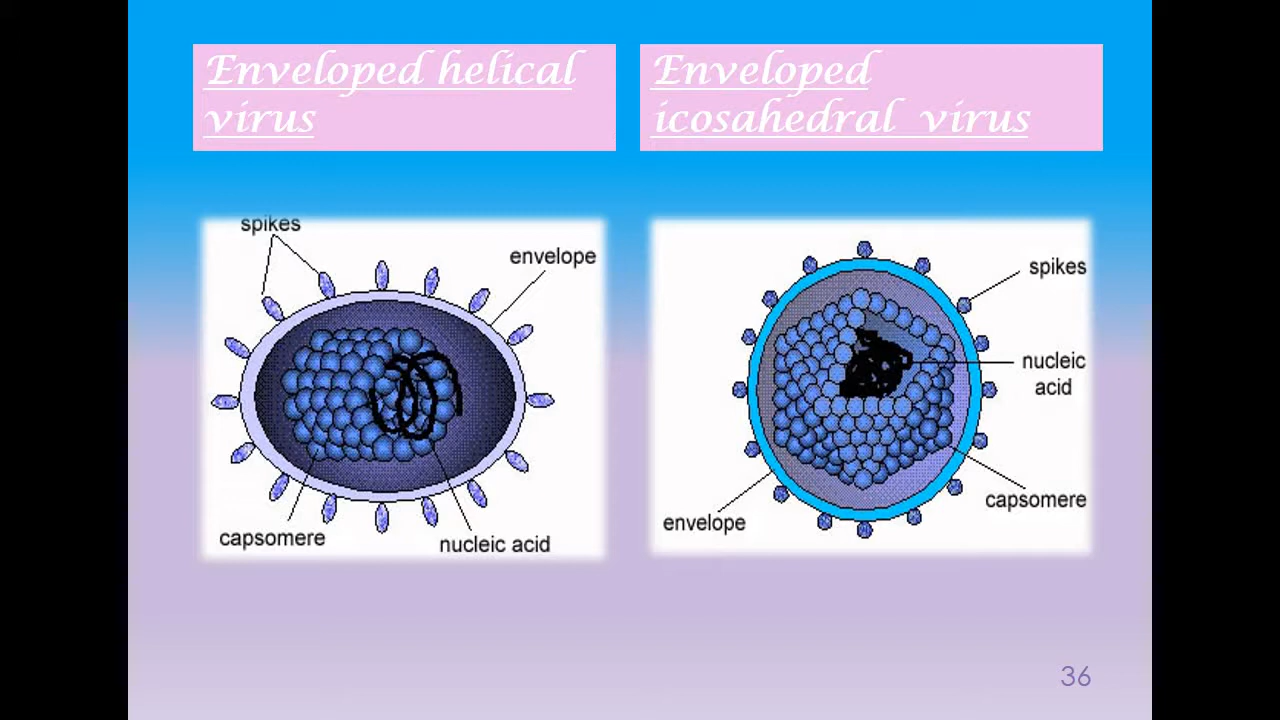 Enveloped helical
virus
Enveloped
icosahedral virus
spikes
envelope
capsomere
nucleic acid
spikes
nucleic
acid
capsomere
envelope
36